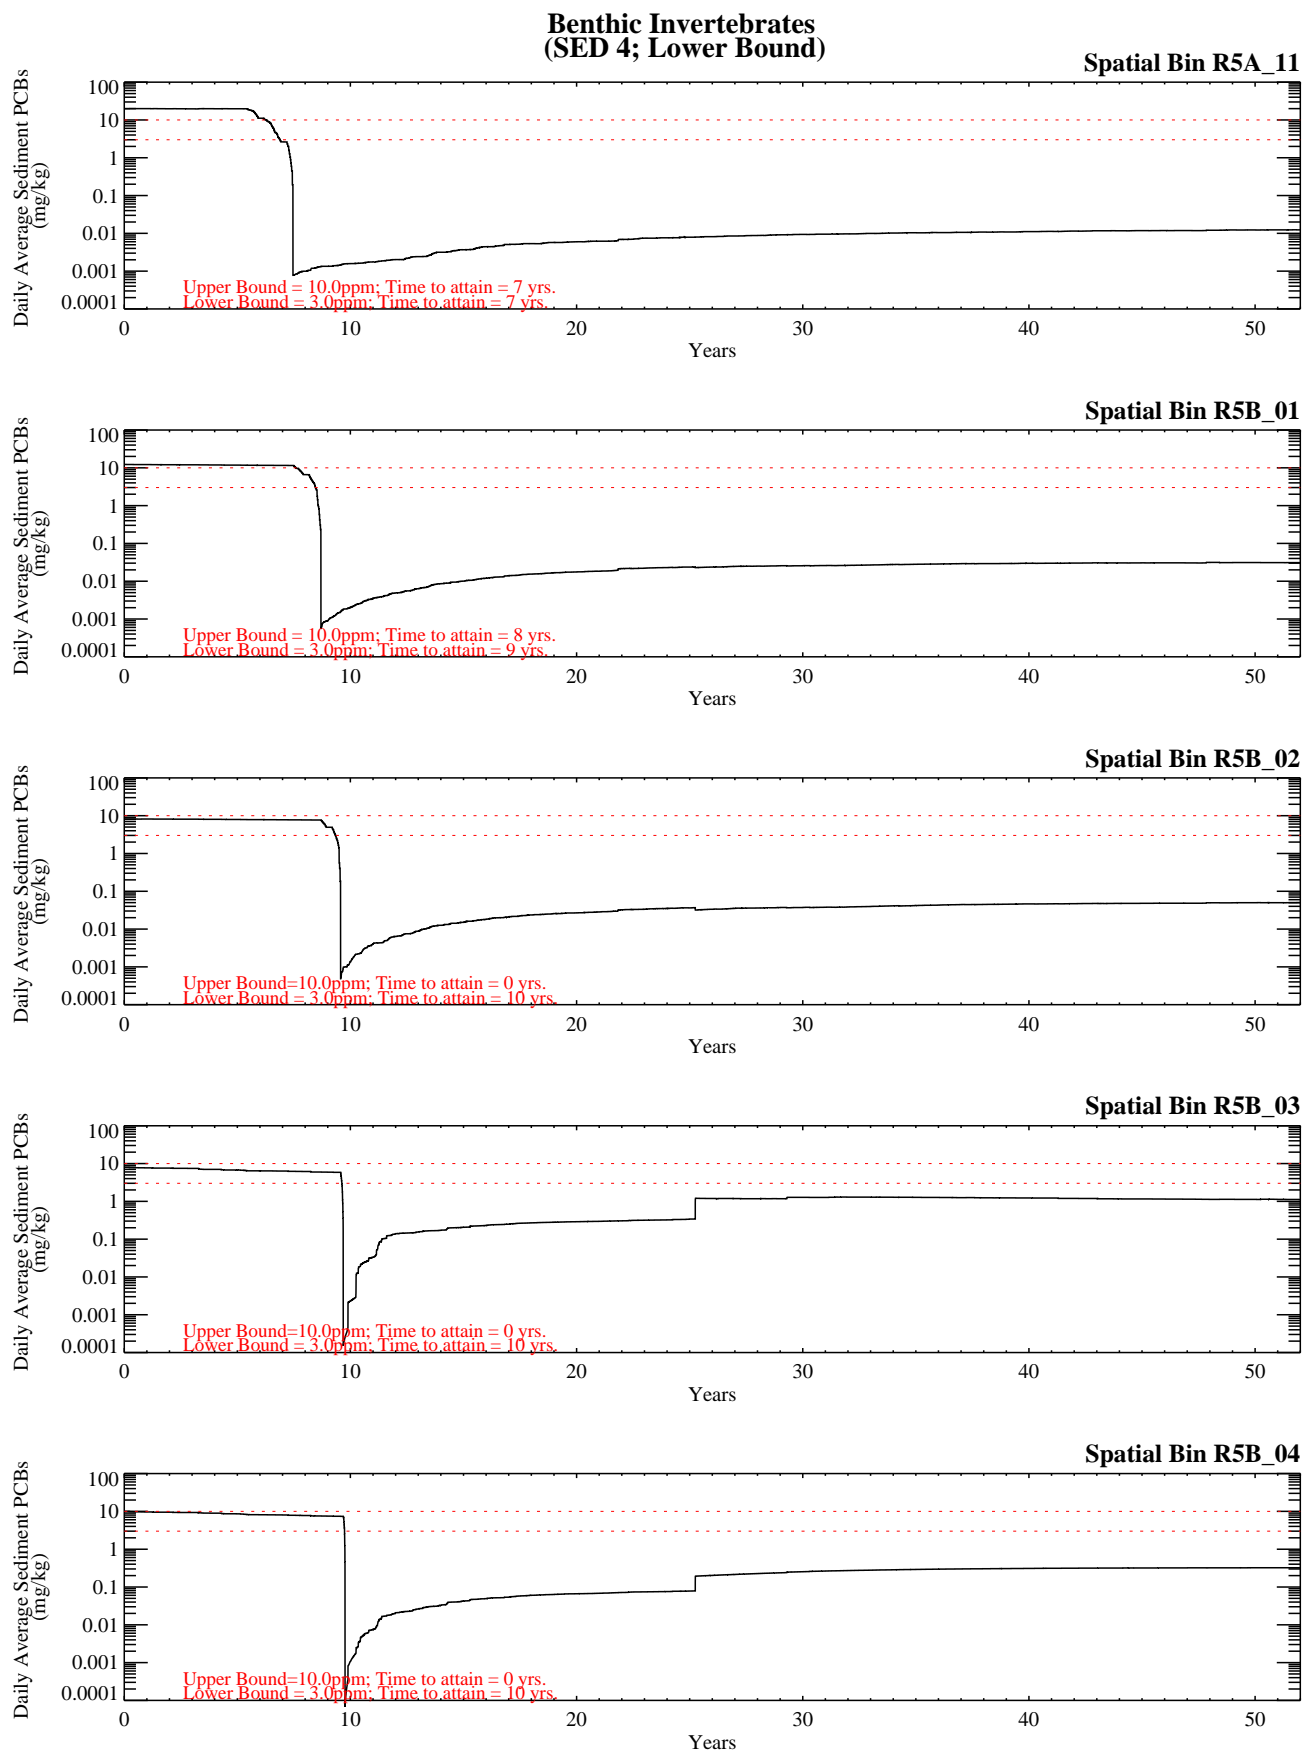 Benthic Invertebrates
(SED 4; Lower Bound)
Spatial Bin R5A_11
Daily Average Sediment PCBs
(mg/kg)
100
10
1
0.1
0.01
0.001
0.0001
Upper Bound = 10.0ppm; Time to attain = 7 yrs.
Lower Bound = 3.0ppm; Time to attain = 7 yrs.
0 10 20 30 40 50
Years
Spatial Bin R5B_01
Daily Average Sediment PCBs
(mg/kg)
100
10
1
0.1
0.01
0.001
0.0001
Upper Bound = 10.0ppm; Time to attain = 8 yrs.
Lower Bound = 3.0ppm; Time to attain = 9 yrs.
0 10 20 30 40 50
Years
Spatial Bin R5B_02
Daily Average Sediment PCBs
(mg/kg)
100
10
1
0.1
0.01
0.001
0.0001
Upper Bound=10.0ppm; Time to attain = 0 yrs.
Lower Bound = 3.0ppm; Time to attain = 10 yrs.
0 10 20 30 40 50
Years
Spatial Bin R5B_03
Daily Average Sediment PCBs
(mg/kg)
100
10
1
0.1
0.01
0.001
0.0001
Upper Bound=10.0ppm; Time to attain = 0 yrs.
Lower Bound = 3.0ppm; Time to attain = 10 yrs.
0 10 20 30 40 50
Years
Spatial Bin R5B_04
Daily Average Sediment PCBs
(mg/kg)
100
10
1
0.1
0.01
0.001
0.0001
Upper Bound=10.0ppm; Time to attain = 0 yrs.
Lower Bound = 3.0ppm; Time to attain = 10 yrs.
0 10 20 30 40 50
Years